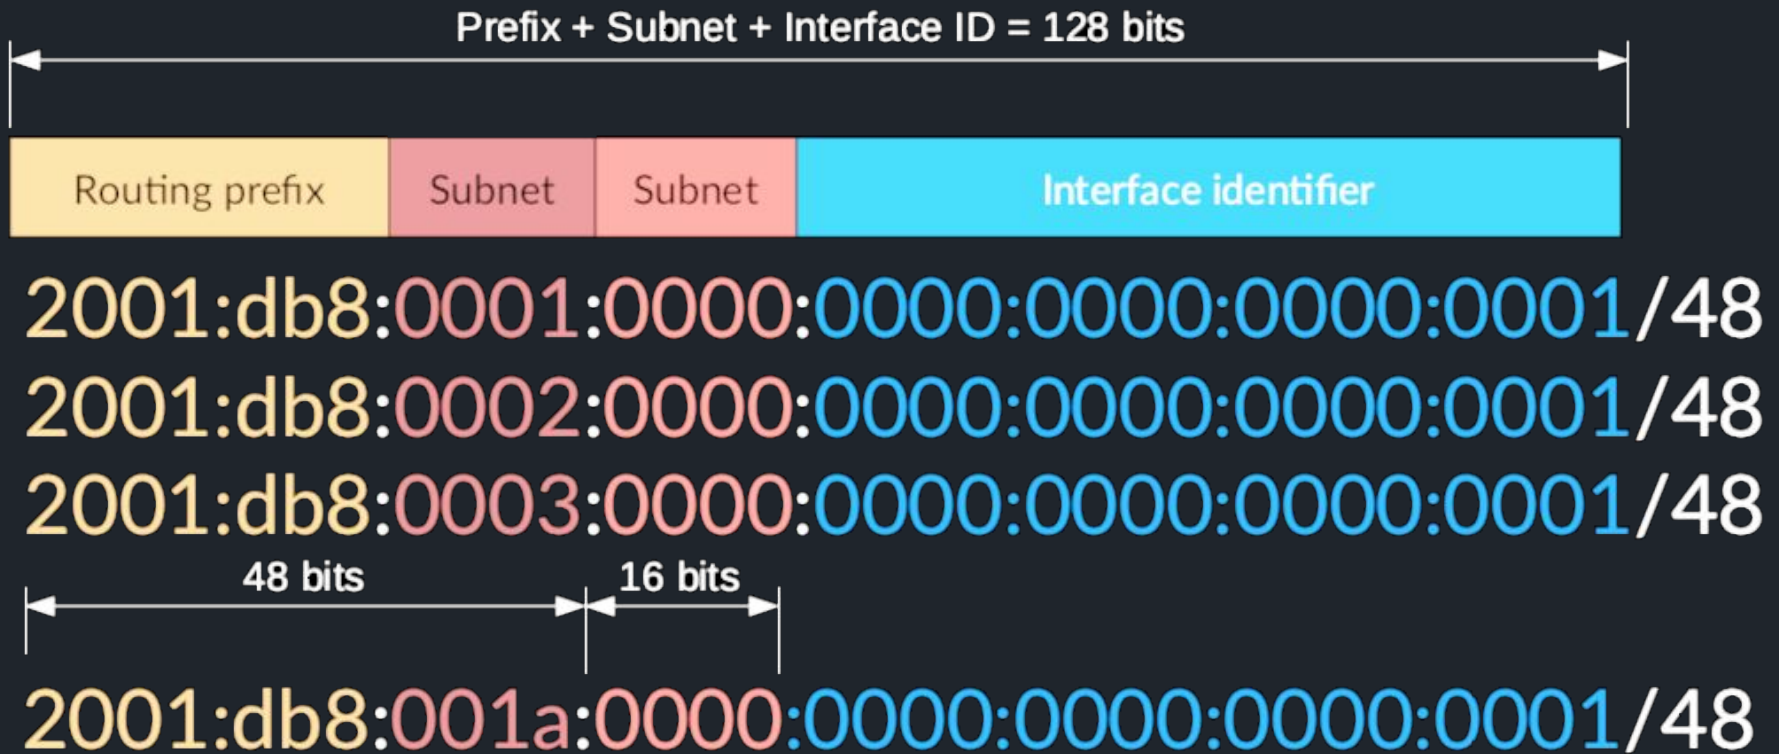 Prefix + Subnet + Interface ID = 128 bits
Routing prefix Subnet Subnet Interface identifier
2001:db8:0001:0000:0000:0000:0000:0001/48
2001:db8:0002:0000:0000:0000:0000:0001/48
2001:db8:0003:0000:0000:0000:0000:0001/48
48 bits 16 bits
2001:db8:001a:0000:0000:0000:0000:0001/48